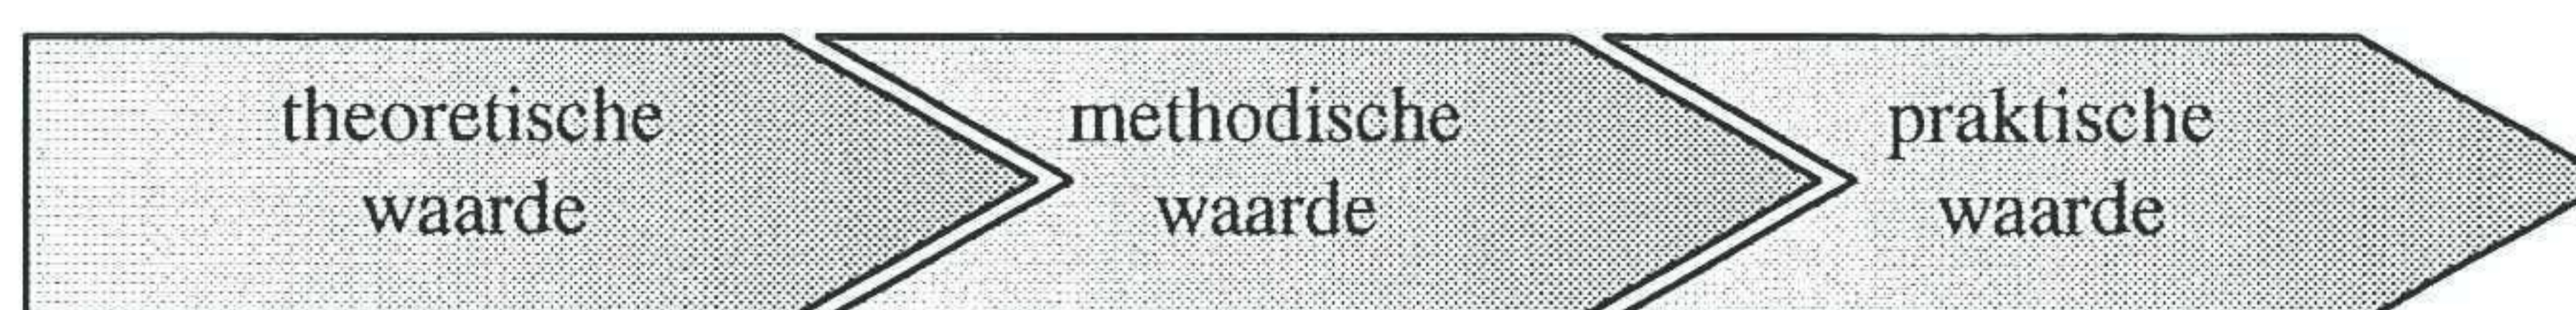 theoretische
waarde
methodische
waarde
praktische
waarde